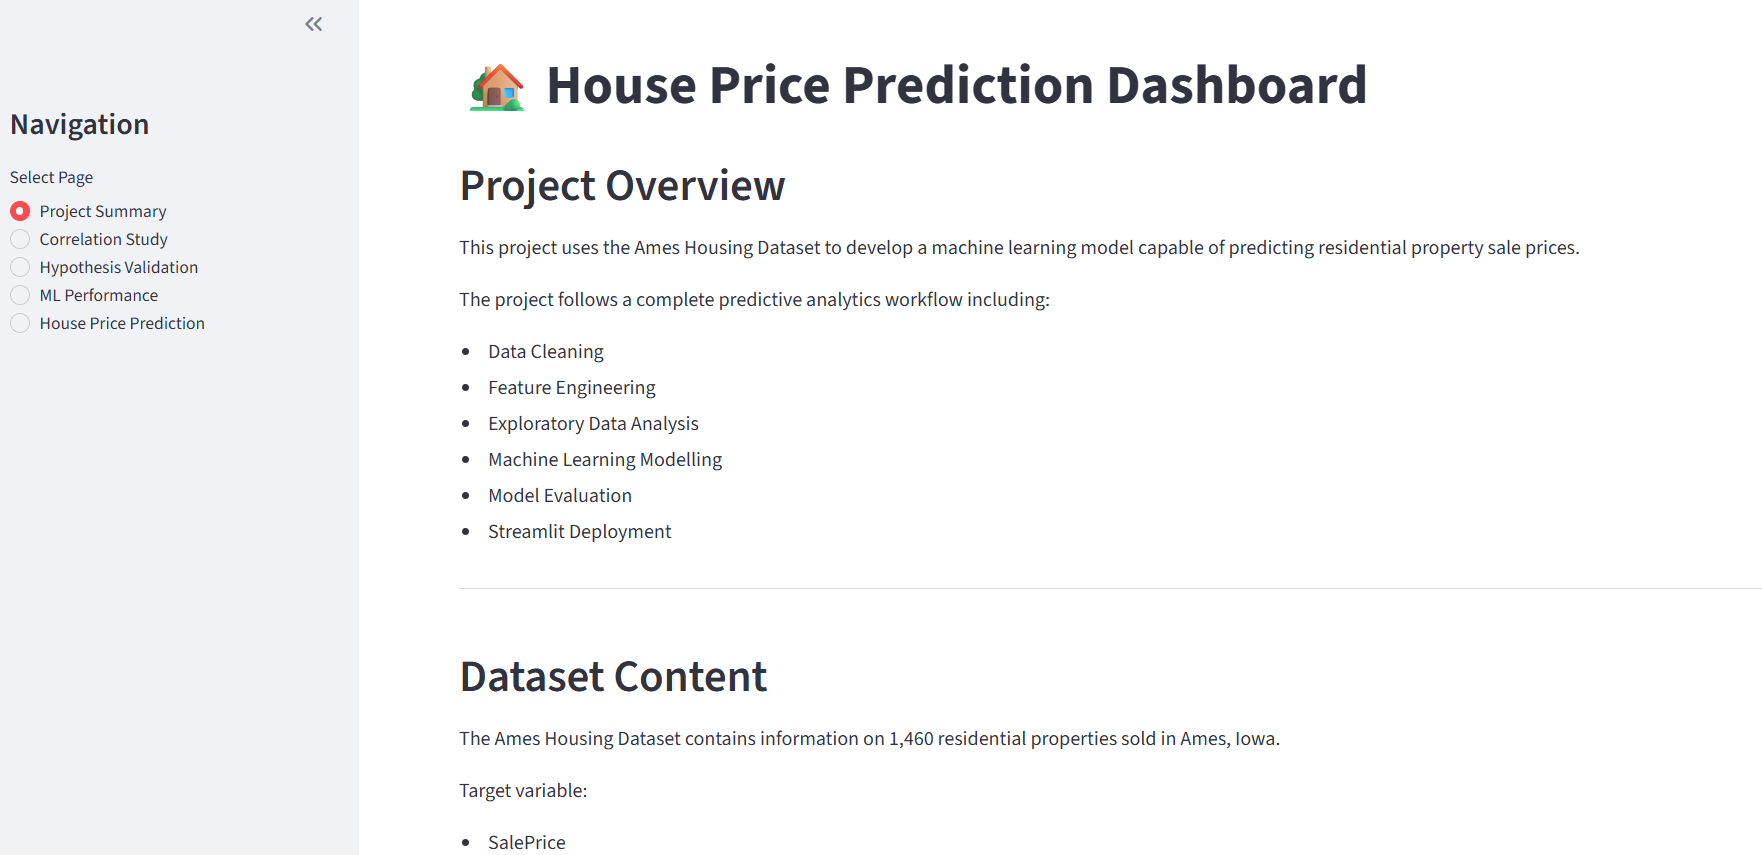 Navigation
Select Page
Project Summary
Correlation Study
Hypothesis Validation
ML Performance
House Price Prediction
House Price Prediction Dashboard
Project Overview
This project uses the Ames Housing Dataset to develop a machine learning model capable of predicting residential property sale prices.
The project follows a complete predictive analytics workflow including:
Data Cleaning
Feature Engineering
Exploratory Data Analysis
Machine Learning Modelling
Model Evaluation
Streamlit Deployment
Dataset Content
The Ames Housing Dataset contains information on 1,460 residential properties sold in Ames, Iowa.
Target variable:
SalePrice